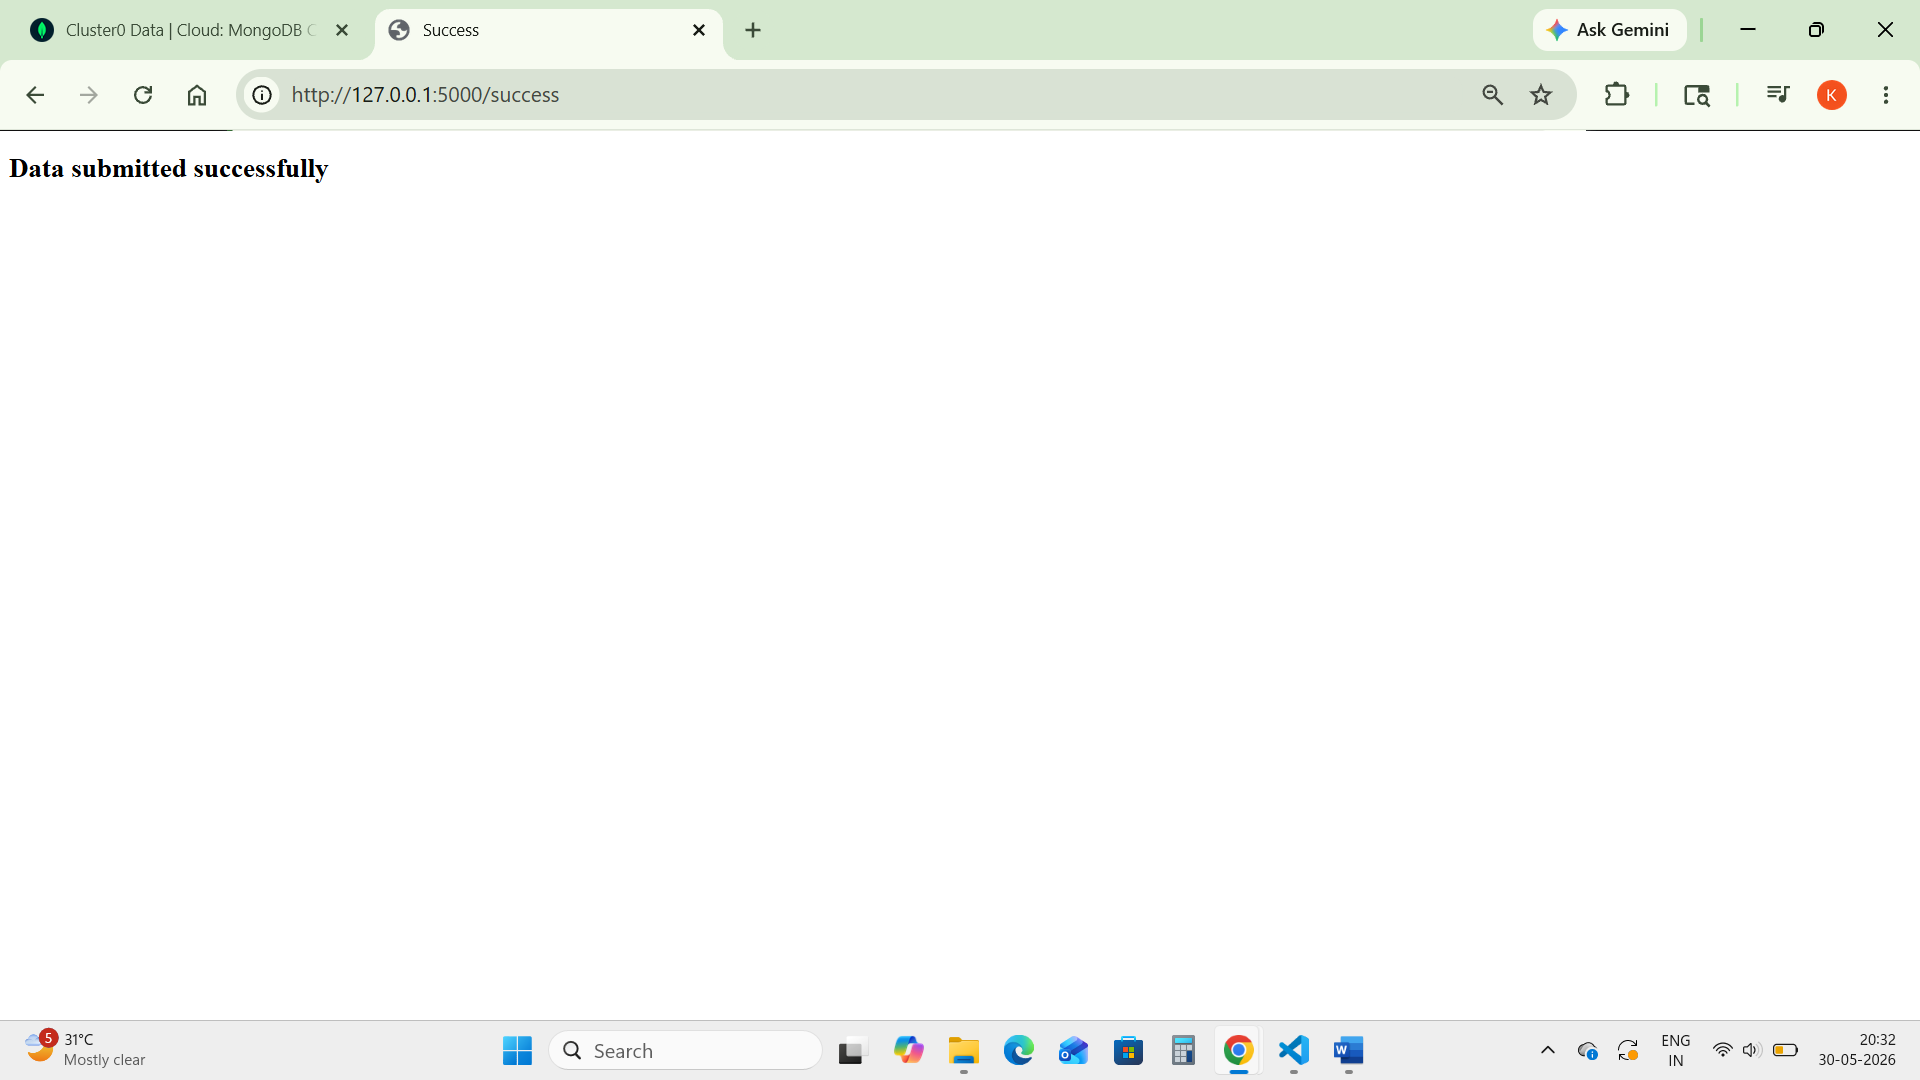 Cluster0 Data | Cloud: MongoDB C
Success
Ask Gemini
http://127.0.0.1:5000/success
K
Data submitted successfully
5
31°C
Mostly clear
Search
ENG
IN
20:32
30-05-2026